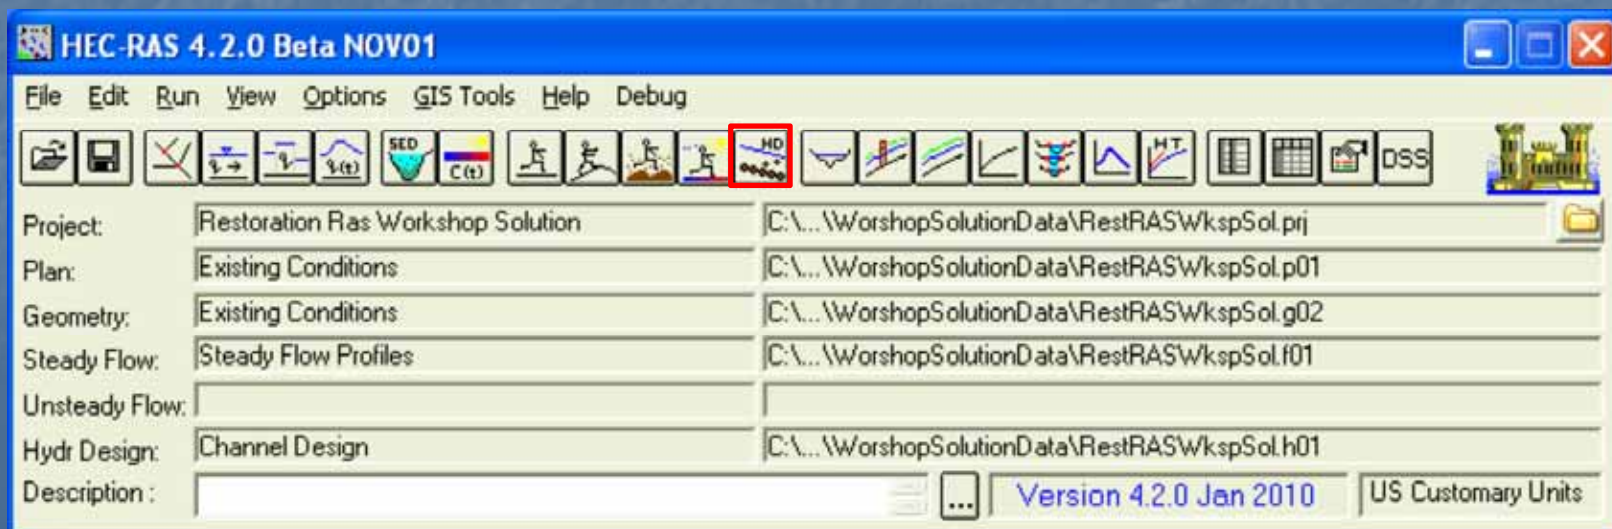 HEC-RAS 4.2.0 Beta NOV01
File Edit Run View Options GIS Tools Help Debug
SED C(t) HD HT DSS
Project: Restoration Ras Workshop Solution C:\...\WorshopSolutionData\RestRASWkspSol.prj
Plan: Existing Conditions C:\...\WorshopSolutionData\RestRASWkspSol.p01
Geometry: Existing Conditions C:\...\WorshopSolutionData\RestRASWkspSol.g02
Steady Flow: Steady Flow Profiles C:\...\WorshopSolutionData\RestRASWkspSol.f01
Unsteady Flow:
Hydr Design: Channel Design C:\...\WorshopSolutionData\RestRASWkspSol.h01
Description : ... Version 4.2.0 Jan 2010 US Customary Units